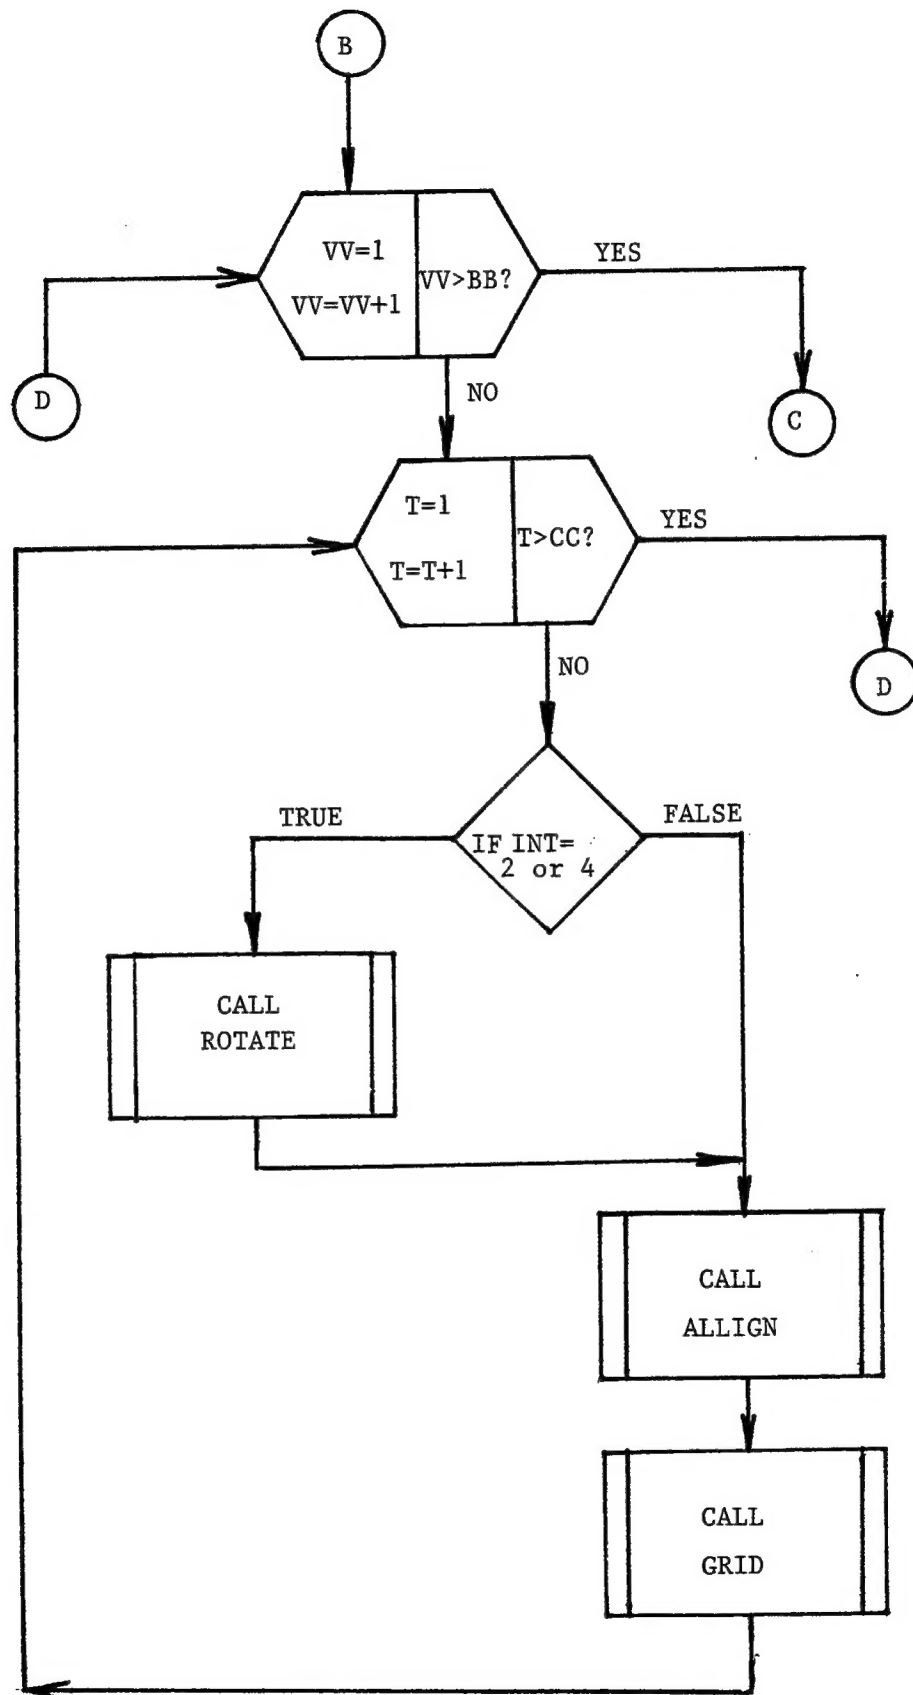 B
VV=1
VV=VV+1
VV>BB?
YES
D
C
NO
T=1
T=T+1
T>CC?
YES
D
NO
TRUE
FALSE
IF INT=
2 or 4
CALL
ROTATE
CALL
ALLIGN
CALL
GRID